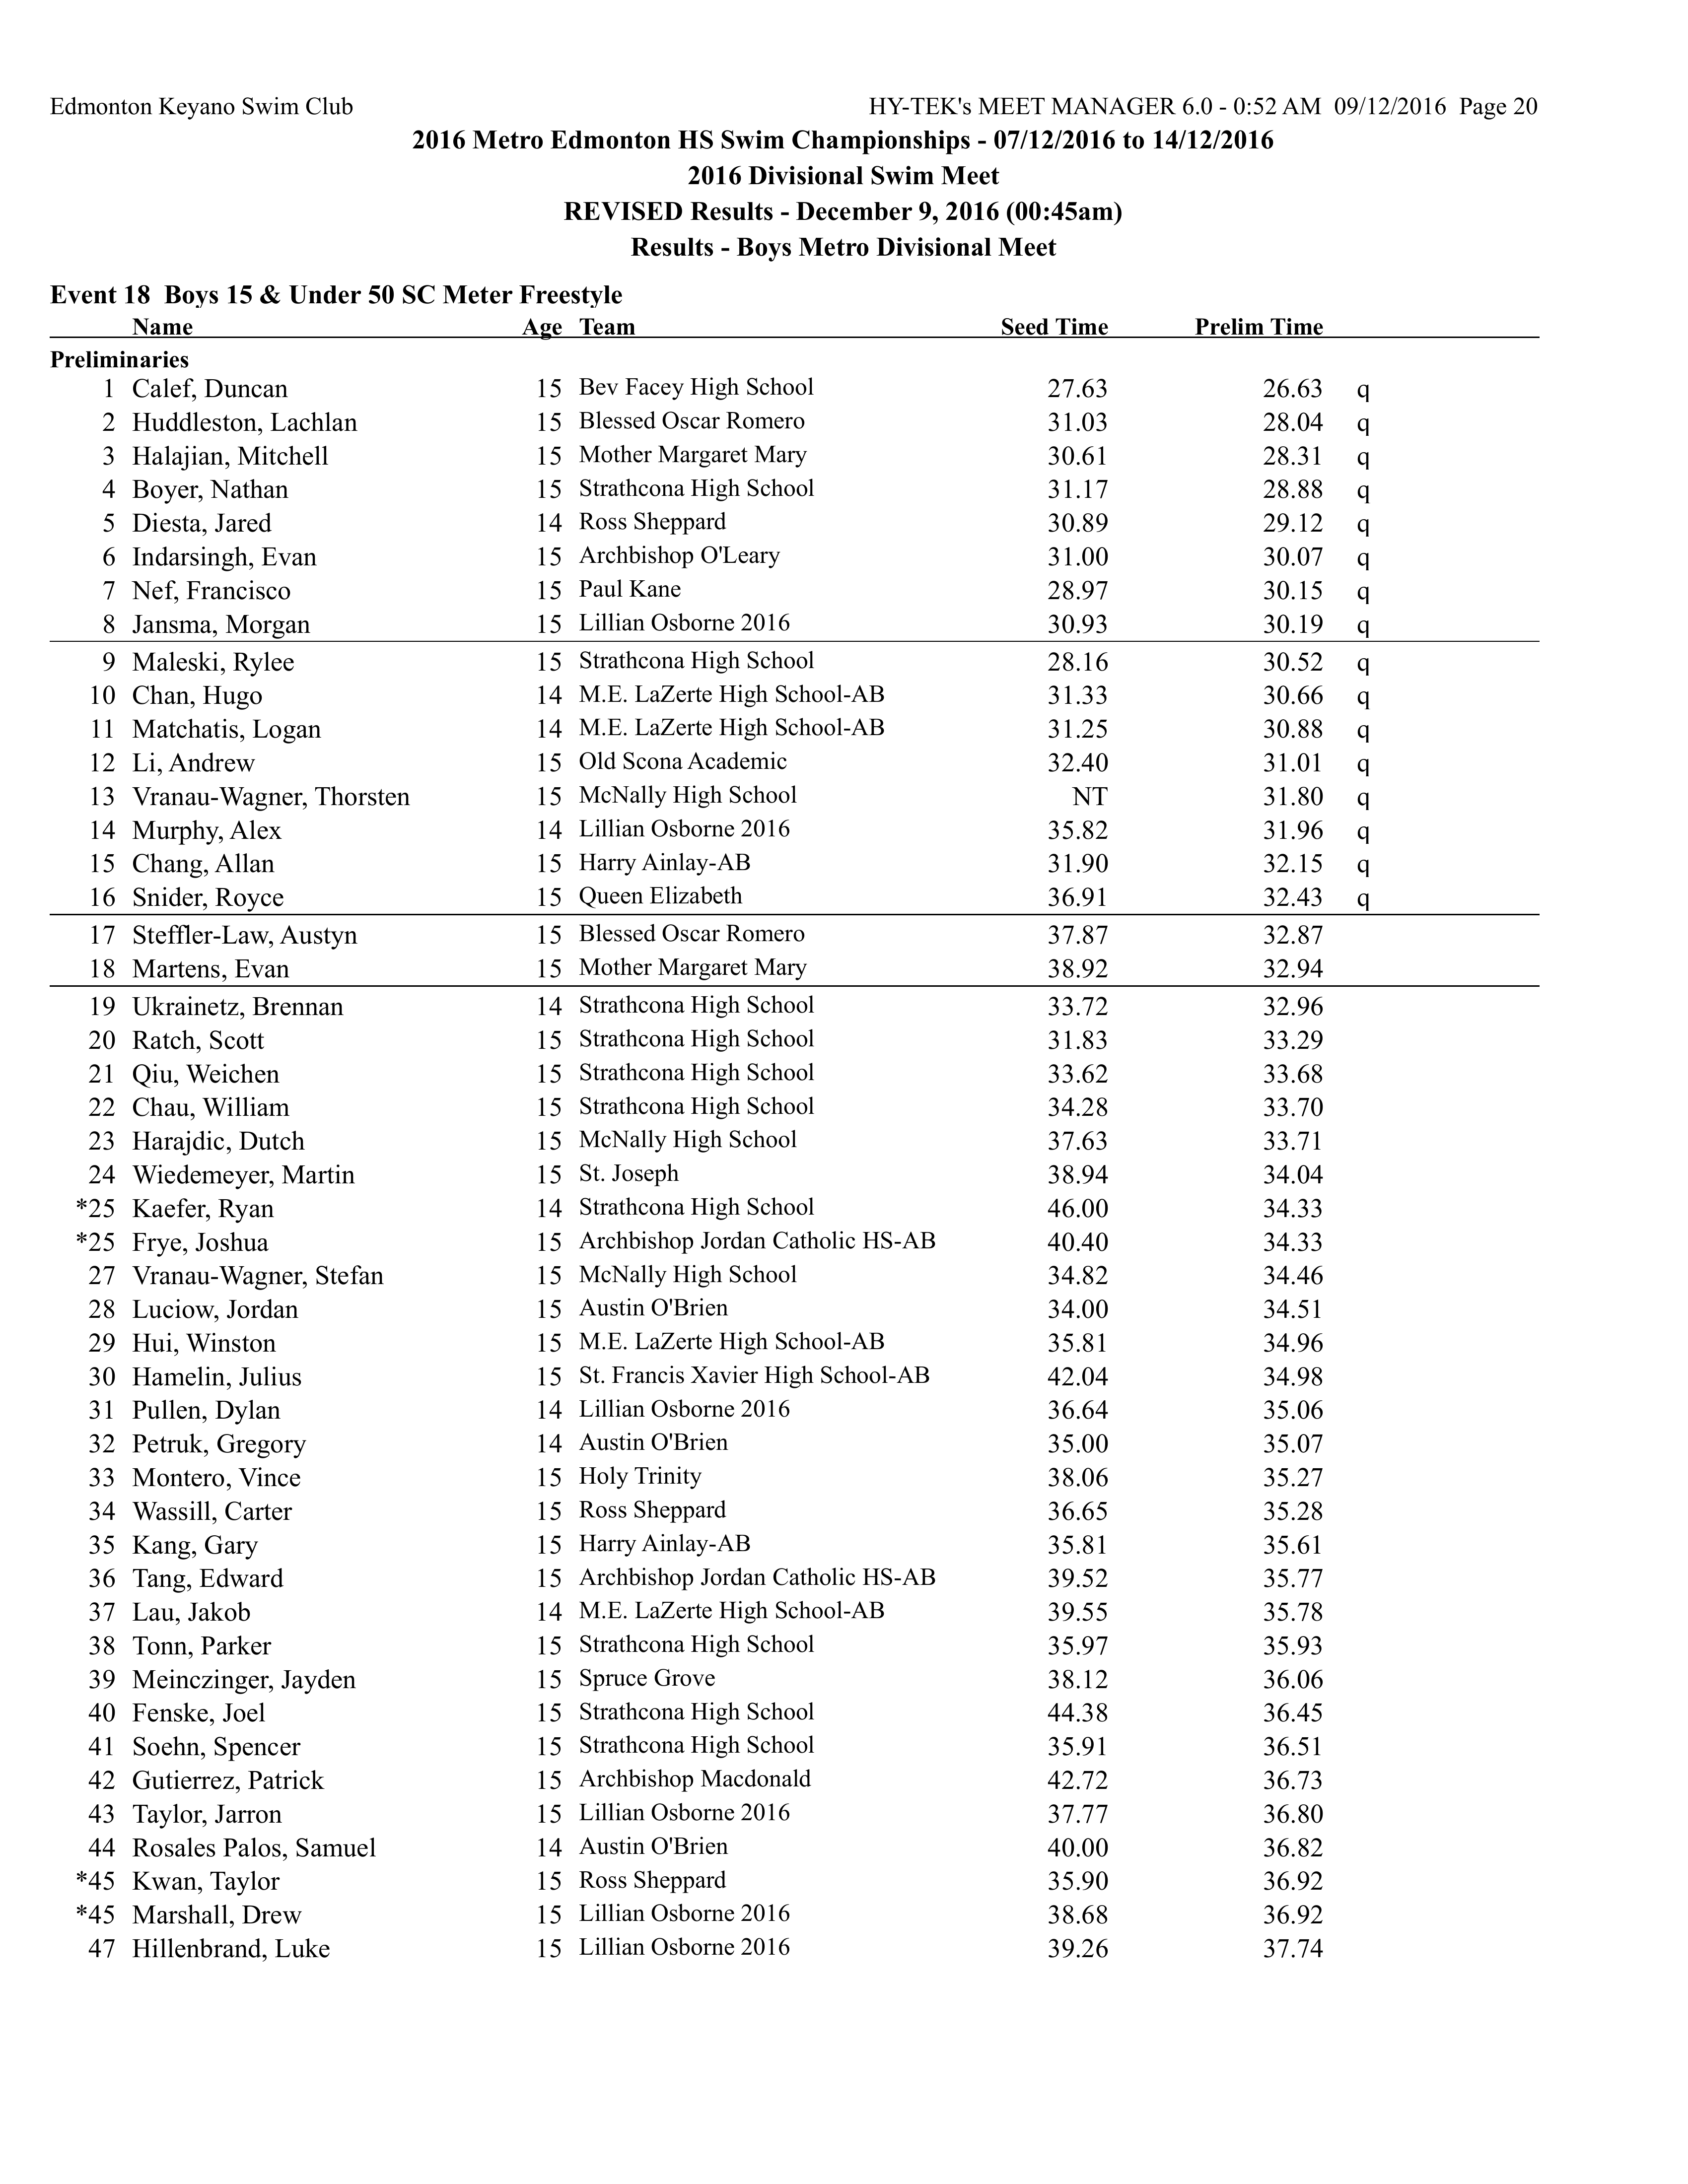 Edmonton Keyano Swim Club HY-TEK's MEET MANAGER 6.0 - 0:52 AM 09/12/2016 Page 20
2016 Metro Edmonton HS Swim Championships - 07/12/2016 to 14/12/2016
2016 Divisional Swim Meet
REVISED Results - December 9, 2016 (00:45am)
Results - Boys Metro Divisional Meet
Event 18 Boys 15 & Under 50 SC Meter Freestyle
Name Age Team Seed Time Prelim Time
Preliminaries
1 Calef, Duncan 15 Bev Facey High School 27.63 26.63 q
2 Huddleston, Lachlan 15 Blessed Oscar Romero 31.03 28.04 q
3 Halajian, Mitchell 15 Mother Margaret Mary 30.61 28.31 q
4 Boyer, Nathan 15 Strathcona High School 31.17 28.88 q
5 Diesta, Jared 14 Ross Sheppard 30.89 29.12 q
6 Indarsingh, Evan 15 Archbishop O'Leary 31.00 30.07 q
7 Nef, Francisco 15 Paul Kane 28.97 30.15 q
8 Jansma, Morgan 15 Lillian Osborne 2016 30.93 30.19 q
9 Maleski, Rylee 15 Strathcona High School 28.16 30.52 q
10 Chan, Hugo 14 M.E. LaZerte High School-AB 31.33 30.66 q
11 Matchatis, Logan 14 M.E. LaZerte High School-AB 31.25 30.88 q
12 Li, Andrew 15 Old Scona Academic 32.40 31.01 q
13 Vranau-Wagner, Thorsten 15 McNally High School NT 31.80 q
14 Murphy, Alex 14 Lillian Osborne 2016 35.82 31.96 q
15 Chang, Allan 15 Harry Ainlay-AB 31.90 32.15 q
16 Snider, Royce 15 Queen Elizabeth 36.91 32.43 q
17 Steffler-Law, Austyn 15 Blessed Oscar Romero 37.87 32.87
18 Martens, Evan 15 Mother Margaret Mary 38.92 32.94
19 Ukrainetz, Brennan 14 Strathcona High School 33.72 32.96
20 Ratch, Scott 15 Strathcona High School 31.83 33.29
21 Qiu, Weichen 15 Strathcona High School 33.62 33.68
22 Chau, William 15 Strathcona High School 34.28 33.70
23 Harajdic, Dutch 15 McNally High School 37.63 33.71
24 Wiedemeyer, Martin 15 St. Joseph 38.94 34.04
*25 Kaefer, Ryan 14 Strathcona High School 46.00 34.33
*25 Frye, Joshua 15 Archbishop Jordan Catholic HS-AB 40.40 34.33
27 Vranau-Wagner, Stefan 15 McNally High School 34.82 34.46
28 Luciow, Jordan 15 Austin O'Brien 34.00 34.51
29 Hui, Winston 15 M.E. LaZerte High School-AB 35.81 34.96
30 Hamelin, Julius 15 St. Francis Xavier High School-AB 42.04 34.98
31 Pullen, Dylan 14 Lillian Osborne 2016 36.64 35.06
32 Petruk, Gregory 14 Austin O'Brien 35.00 35.07
33 Montero, Vince 15 Holy Trinity 38.06 35.27
34 Wassill, Carter 15 Ross Sheppard 36.65 35.28
35 Kang, Gary 15 Harry Ainlay-AB 35.81 35.61
36 Tang, Edward 15 Archbishop Jordan Catholic HS-AB 39.52 35.77
37 Lau, Jakob 14 M.E. LaZerte High School-AB 39.55 35.78
38 Tonn, Parker 15 Strathcona High School 35.97 35.93
39 Meinczinger, Jayden 15 Spruce Grove 38.12 36.06
40 Fenske, Joel 15 Strathcona High School 44.38 36.45
41 Soehn, Spencer 15 Strathcona High School 35.91 36.51
42 Gutierrez, Patrick 15 Archbishop Macdonald 42.72 36.73
43 Taylor, Jarron 15 Lillian Osborne 2016 37.77 36.80
44 Rosales Palos, Samuel 14 Austin O'Brien 40.00 36.82
*45 Kwan, Taylor 15 Ross Sheppard 35.90 36.92
*45 Marshall, Drew 15 Lillian Osborne 2016 38.68 36.92
47 Hillenbrand, Luke 15 Lillian Osborne 2016 39.26 37.74